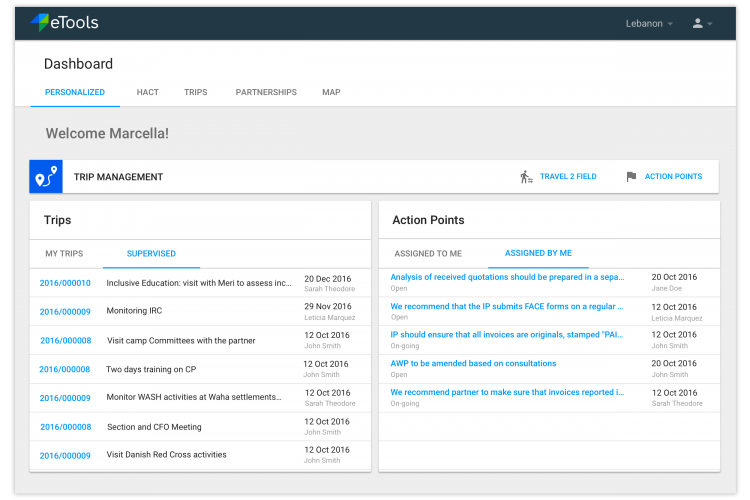 eTools
Lebanon
Dashboard
PERSONALIZED HACT TRIPS PARTNERSHIPS MAP
Welcome Marcella!
TRIP MANAGEMENT
TRAVEL 2 FIELD
ACTION POINTS
Trips
MY TRIPS SUPERVISED
2016/000010 Inclusive Education: visit with Meri to assess inc... 20 Dec 2016
Sarah Theodore
2016/000009 Monitoring IRC 29 Nov 2016
Leticia Marquez
2016/000008 Visit camp Committees with the partner 12 Oct 2016
John Smith
2016/000008 Two days training on CP 12 Oct 2016
John Smith
2016/000009 Monitor WASH activities at Waha settlements... 12 Oct 2016
Sarah Theodore
2016/000008 Section and CFO Meeting 12 Oct 2016
John Smith
2016/000009 Visit Danish Red Cross activities 12 Oct 2016
John Smith
Action Points
ASSIGNED TO ME ASSIGNED BY ME
Analysis of received quotations should be prepared in a sepa... 20 Oct 2016
Open Jane Doe
We recommend that the IP submits FACE forms on a regular ... 12 Oct 2016
Open Leticia Marquez
IP should ensure that all invoices are originals, stamped "PAI... 12 Oct 2016
On-going John Smith
AWP to be amended based on consultations 20 Oct 2016
Open John Smith
We recommend partner to make sure that invoices reported i... 12 Oct 2016
On-going Sarah Theodore